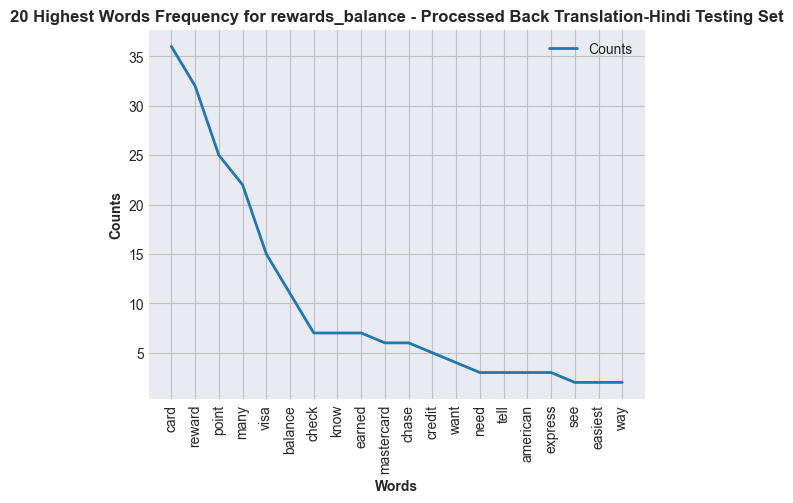 20 Highest Words Frequency for rewards_balance - Processed Back Translation-Hindi Testing Set
Counts
35
30
25
20
15
10
5
Counts
card
reward
point
many
visa
balance
check
know
earned
mastercard
chase
credit
want
need
tell
american
express
see
easiest
way
Words